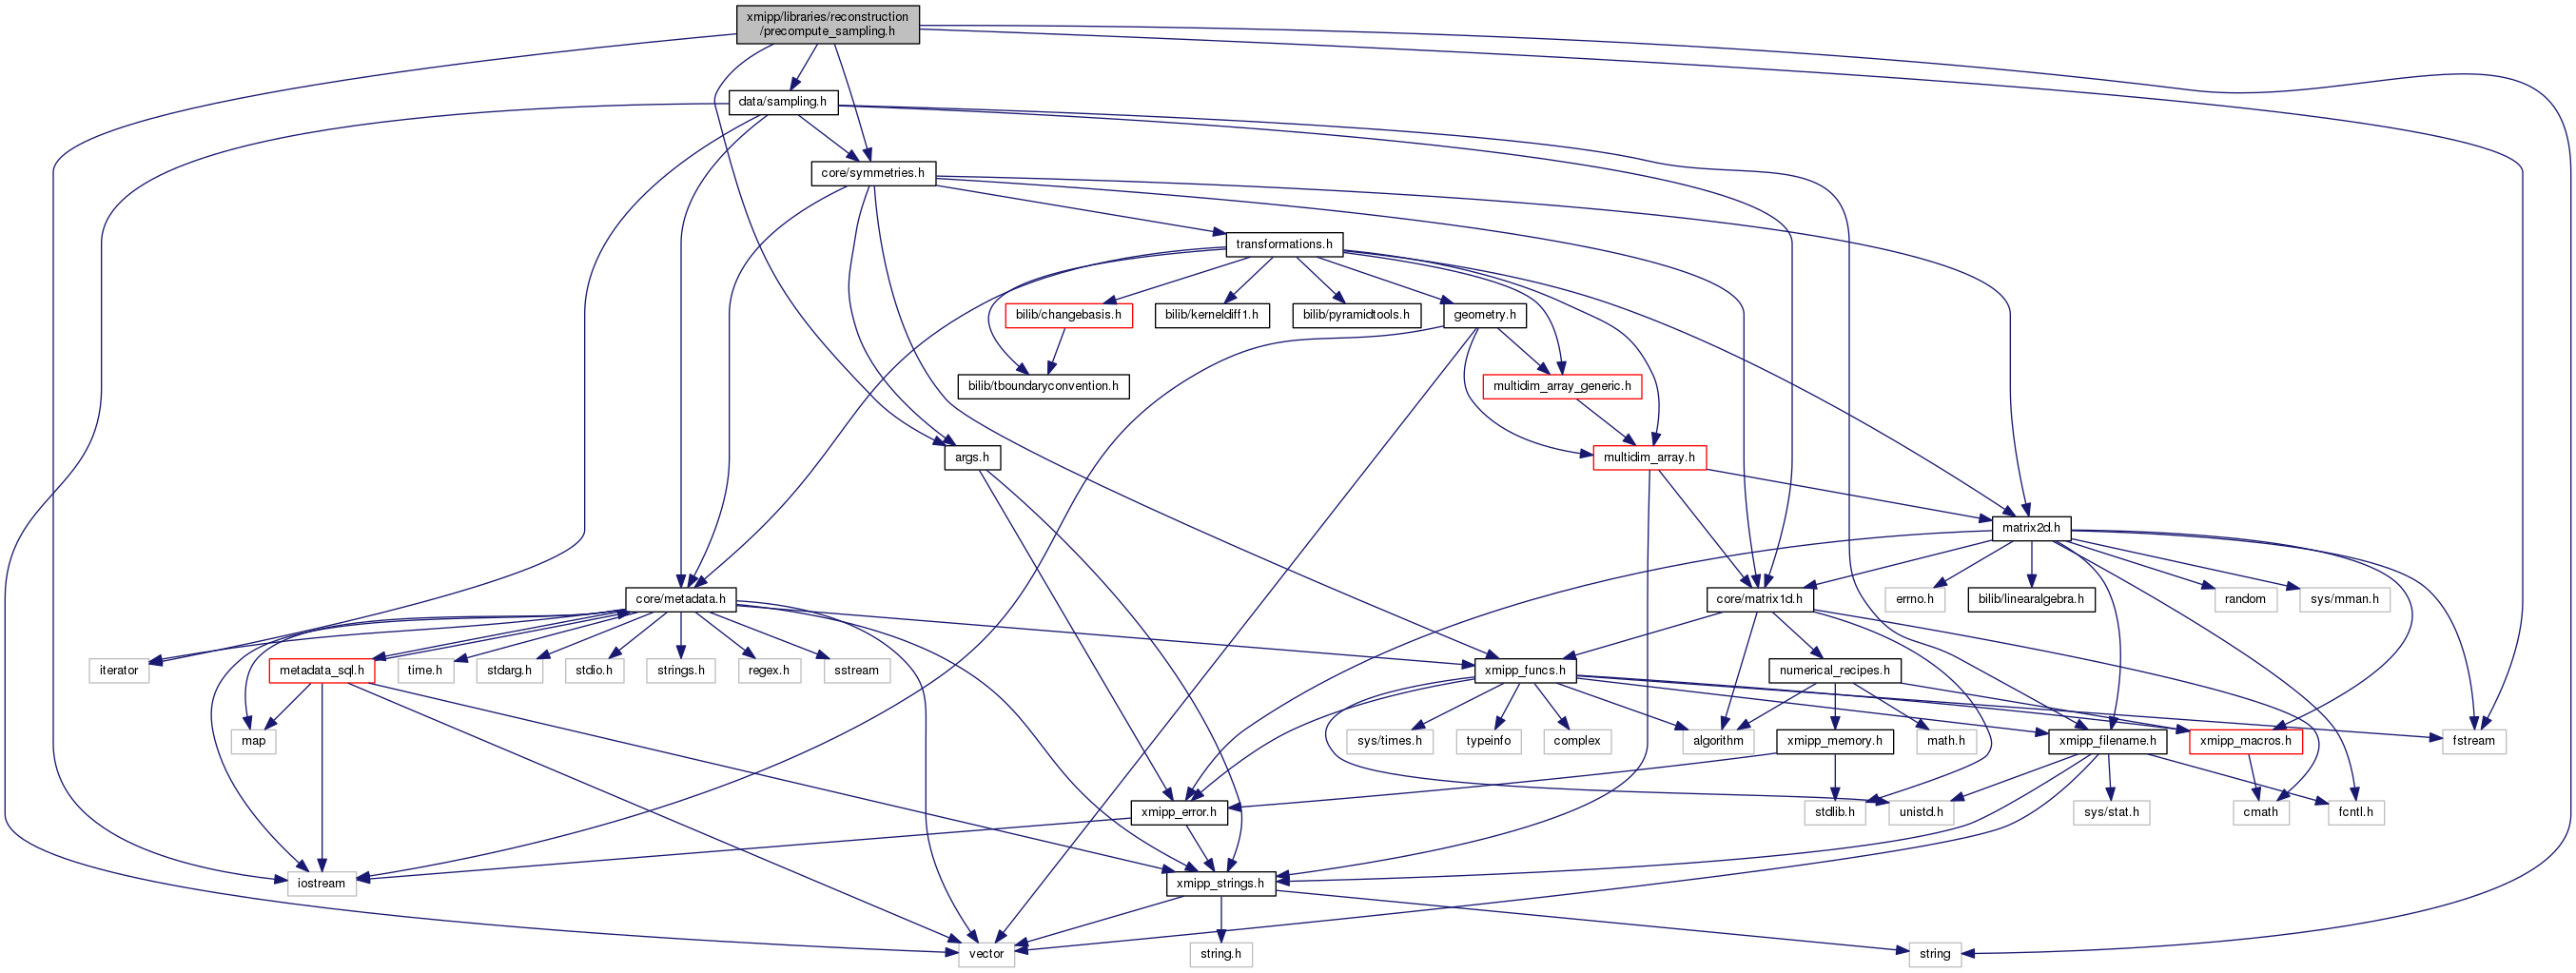 xmipp/libraries/reconstruction
/precompute_sampling.h
data/sampling.h
core/symmetries.h
transformations.h
bilib/changebasis.h
bilib/kerneldiff1.h
bilib/pyramidtools.h
geometry.h
bilib/tboundaryconvention.h
multidim_array_generic.h
args.h
multidim_array.h
matrix2d.h
core/metadata.h
core/matrix1d.h
errno.h
bilib/linearalgebra.h
random
sys/mman.h
iterator
metadata_sql.h
time.h
stdarg.h
stdio.h
strings.h
regex.h
sstream
xmipp_funcs.h
numerical_recipes.h
map
sys/times.h
typeinfo
complex
algorithm
xmipp_memory.h
math.h
xmipp_filename.h
xmipp_macros.h
fstream
xmipp_error.h
stdlib.h
unistd.h
sys/stat.h
cmath
fcntl.h
iostream
xmipp_strings.h
vector
string.h
string